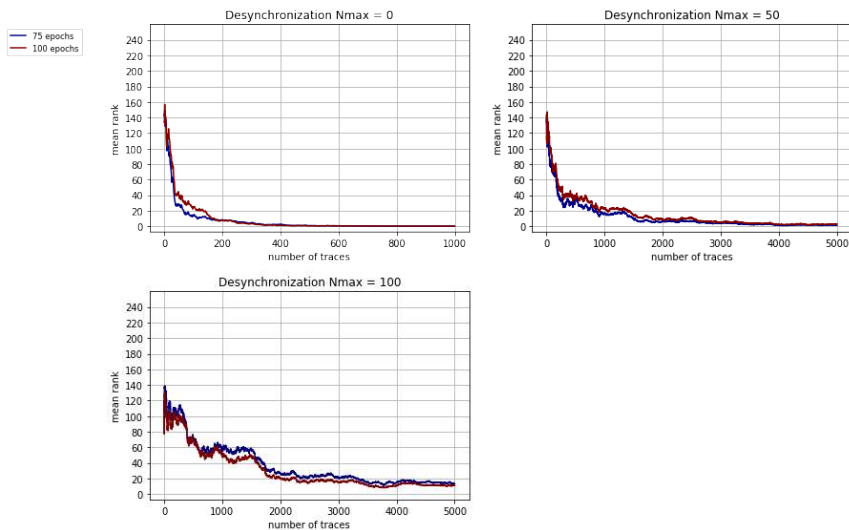 75 epochs
100 epochs
Desynchronization Nmax = 0
240
220
200
180
160
140
120
100
80
60
40
20
0
mean rank
0 200 400 600 800 1000
number of traces
Desynchronization Nmax = 50
240
220
200
180
160
140
120
100
80
60
40
20
0
mean rank
0 1000 2000 3000 4000 5000
number of traces
Desynchronization Nmax = 100
240
220
200
180
160
140
120
100
80
60
40
20
0
mean rank
0 1000 2000 3000 4000 5000
number of traces